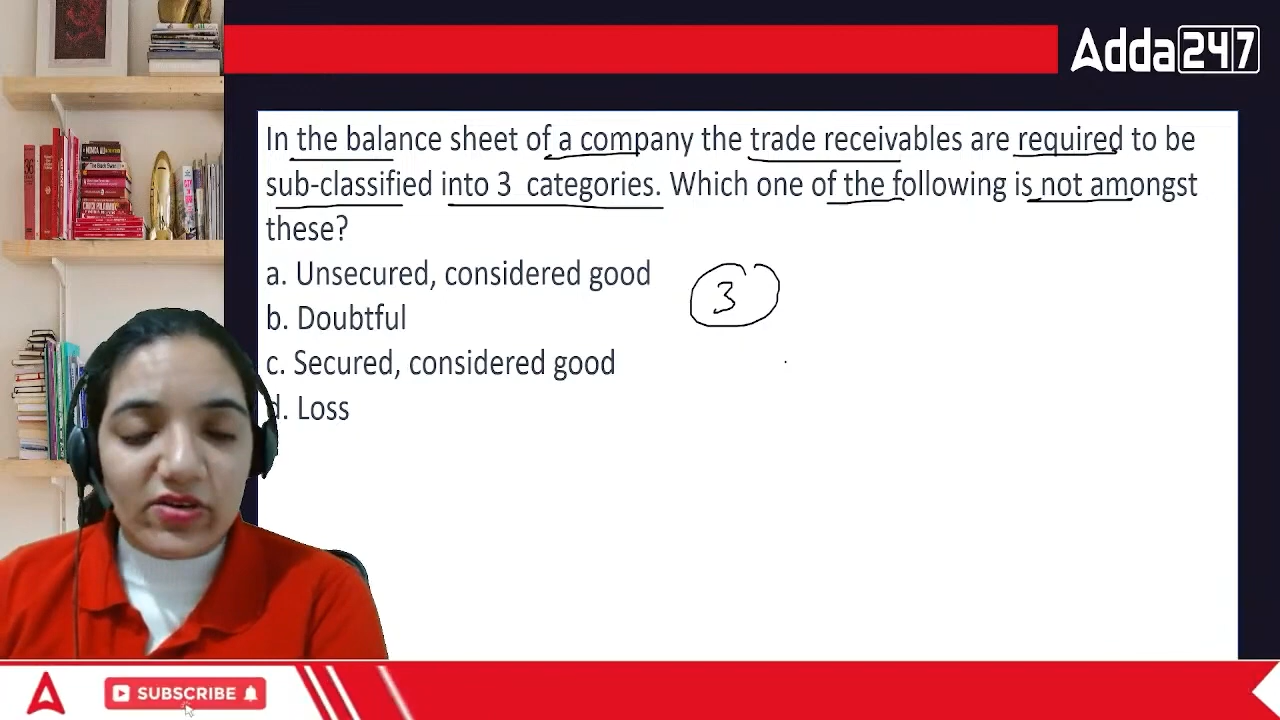 Adda247
In the balance sheet of a company the trade receivables are required to be
sub-classified into 3 categories. Which one of the following is not amongst
these?
a. Unsecured, considered good
3
b. Doubtful
c. Secured, considered good
d. Loss
SUBSCRIBE